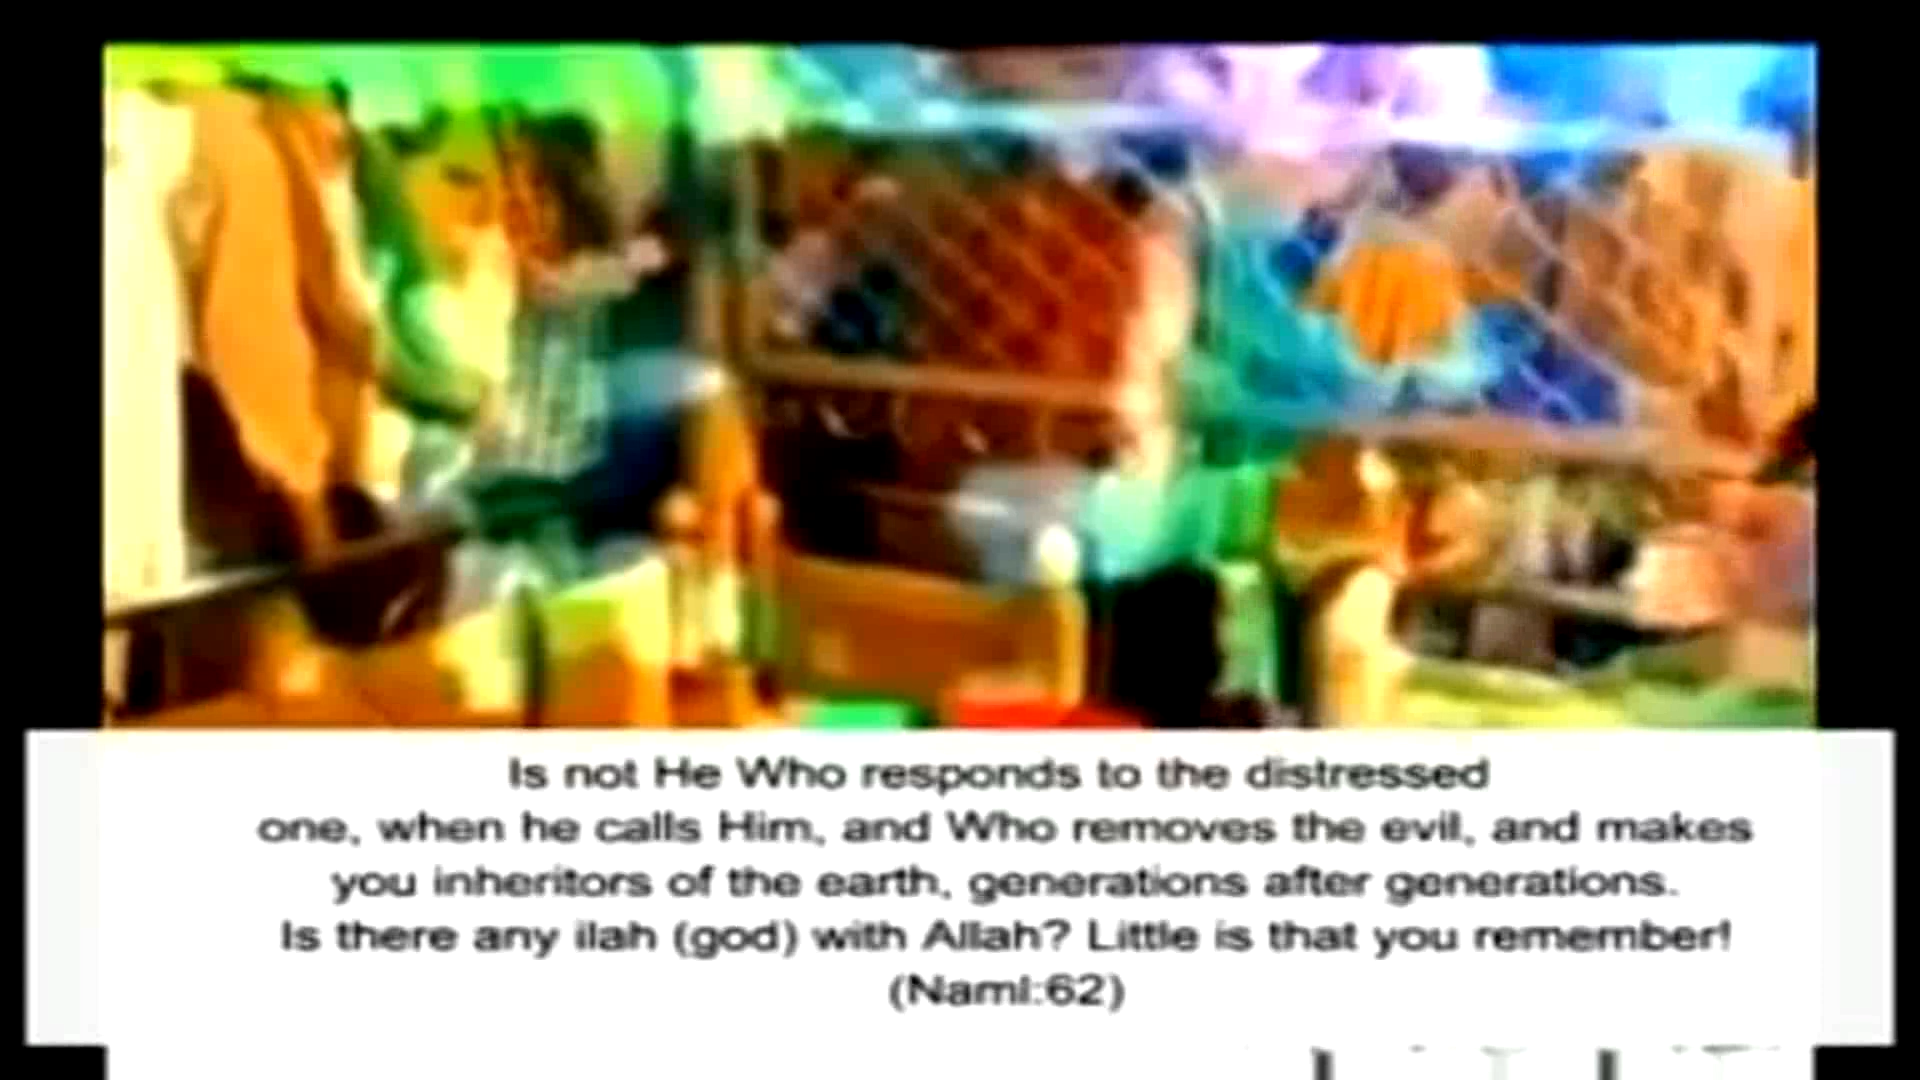 Is not He Who responds to the distressed
one, when he calls Him, and Who removes the evil, and makes
you inheritors of the earth, generations after generations.
Is there any ilah (god) with Allah? Little is that you remember!
(Naml:62)